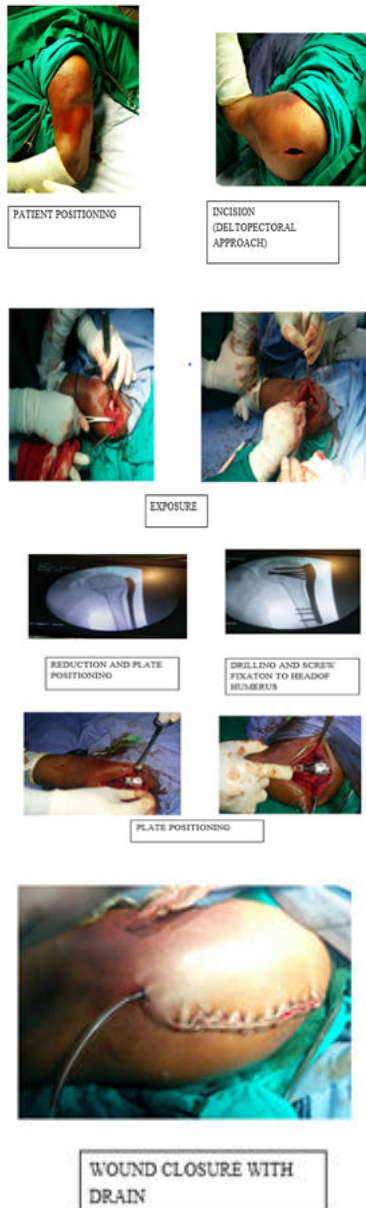 PATIENT POSITIONING
INCISION
(DELTOPECTORAL
APPROACH)
EXPOSURE
REDUCTION AND PLATE
POSITIONING
DRILLING AND SCREW
FIXATON TO HEADOF
HUMERUS
PLATE POSITIONING
WOUND CLOSURE WITH
DRAIN